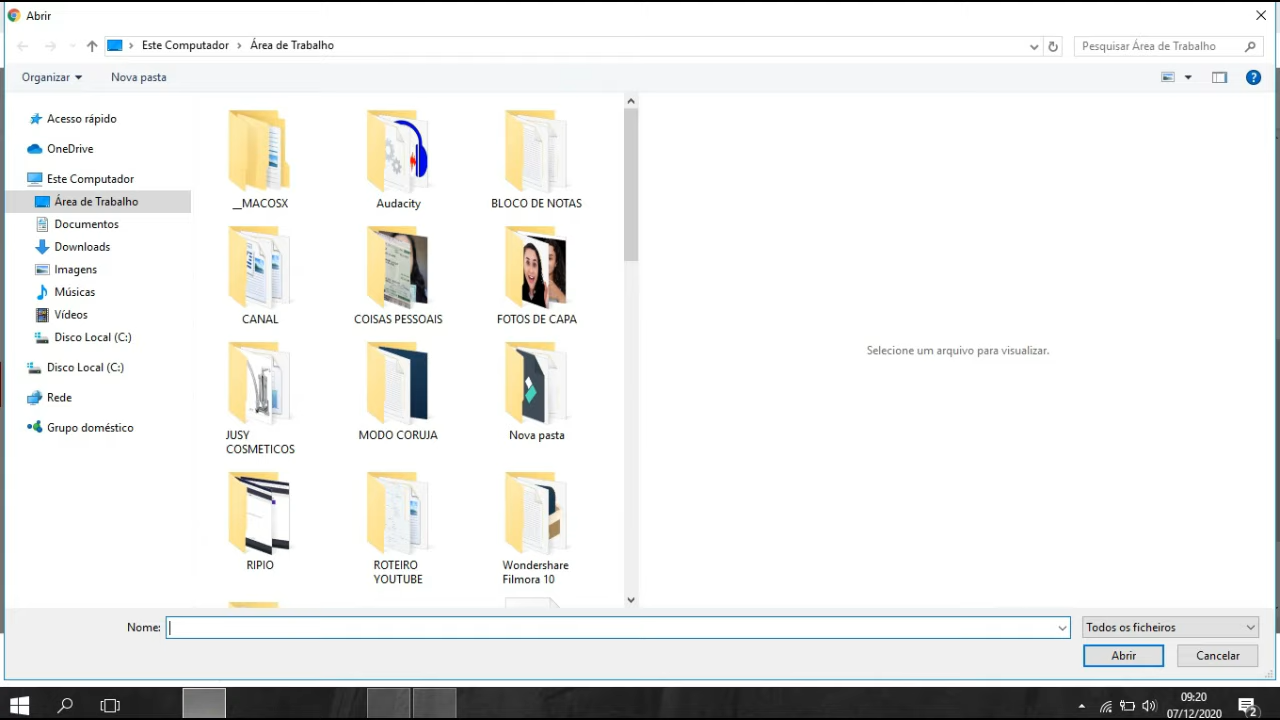 Abrir
Este Computador > Área de Trabalho
Pesquisar Área de Trabalho
Organizar
Nova pasta
Acesso rápido
OneDrive
Este Computador
Área de Trabalho
Documentos
Downloads
Imagens
Músicas
Vídeos
Disco Local (C:)
Disco Local (C:)
Rede
Grupo doméstico
__MACOSX
Audacity
BLOCO DE NOTAS
CANAL
COISAS PESSOAIS
FOTOS DE CAPA
JUSY
COSMETICOS
MODO CORUJA
Nova pasta
RIPIO
ROTEIRO
YOUTUBE
Wondershare
Filmora 10
Selecione um arquivo para visualizar.
Nome:
Todos os ficheiros
Abrir
Cancelar
09:20
07/12/2020
2